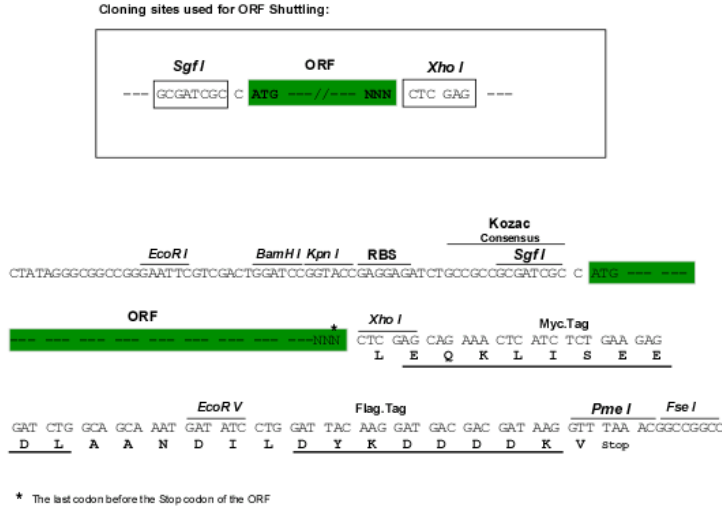 Cloning sites used for ORF Shuttling:
Sgf I ORF Xho I
--- GCGATCGC C ATG ---//--- NNN CTC GAG ---
Kozac
Consensus
EcoR I BamH I Kpn I RBS Sgf I
CTATAGGGCGGCCGGGAATTCGTCGACTGGATCCGGTACCGAGGAGATCTGCCGCCGCGATCGC C ATG --- ---
ORF * Xho I Myc.Tag
--- --- --- --- --- --- --- --- --- --- --- ---NNN CTC GAG CAG AAA CTC ATC TCT GAA GAG
L E Q K L I S E E
EcoR V Flag.Tag Pme I Fse I
GAT CTG GCA GCA AAT GAT ATC CTG GAT TAC AAG GAT GAC GAC GAT AAG GTT TAA ACGGCCGGCC
D L A A N D I L D Y K D D D D K V Stop
* The last codon before the Stop codon of the ORF